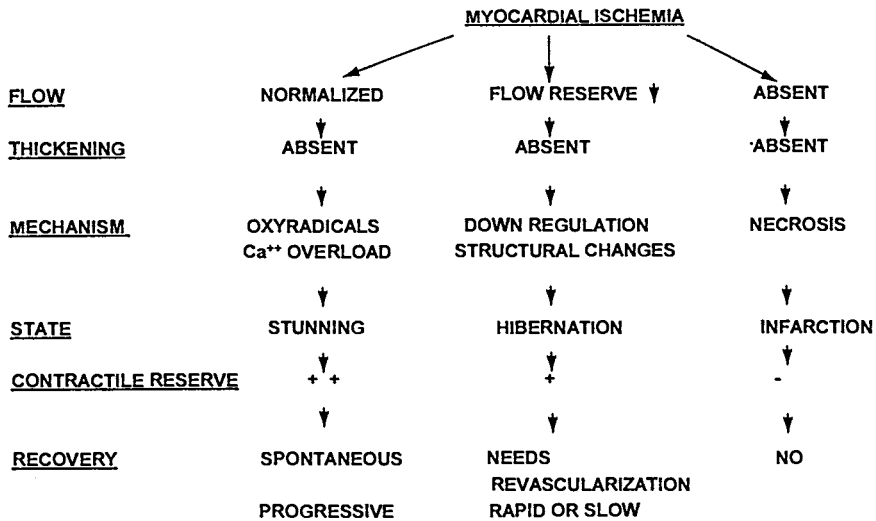 MYOCARDIAL ISCHEMIA
FLOW NORMALIZED FLOW RESERVE ABSENT
THICKENING ABSENT ABSENT ABSENT
MECHANISM OXYRADICALS DOWN REGULATION NECROSIS
Ca⁺⁺ OVERLOAD STRUCTURAL CHANGES
STATE STUNNING HIBERNATION INFARCTION
CONTRACTILE RESERVE + + + -
RECOVERY SPONTANEOUS NEEDS NO
REVASCULARIZATION
PROGRESSIVE RAPID OR SLOW